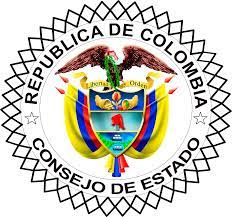 REPUBLICA DE COLOMBIA
Libertad y Orden
CONSEJO DE ESTADO